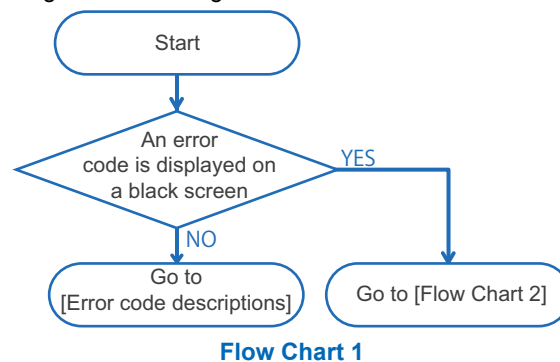 Start
An error
code is displayed on
a black screen
YES
NO
Go to
[Error code descriptions]
Go to [Flow Chart 2]
Flow Chart 1